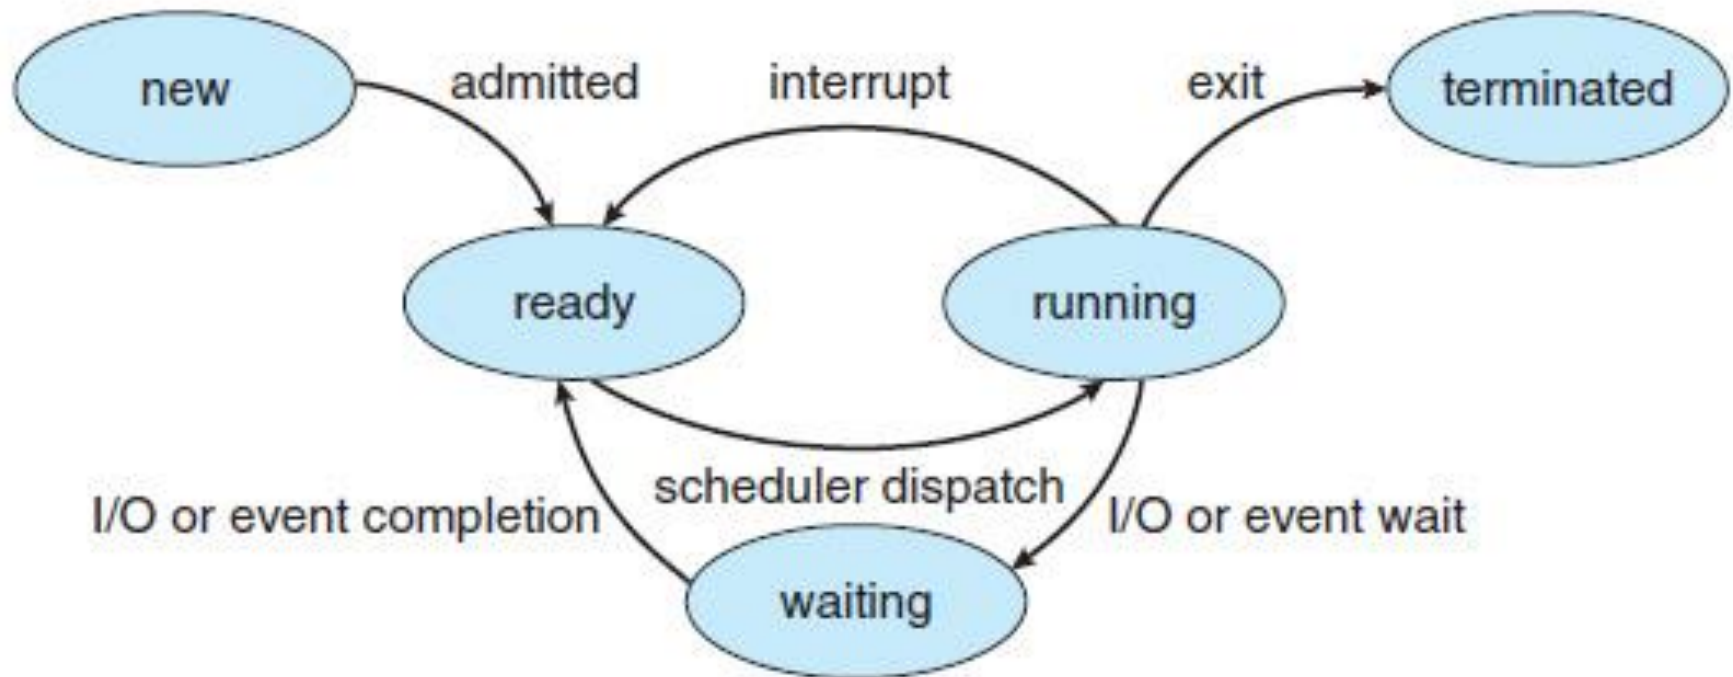 new
admitted
interrupt
exit
terminated
ready
running
scheduler dispatch
I/O or event completion
I/O or event wait
waiting